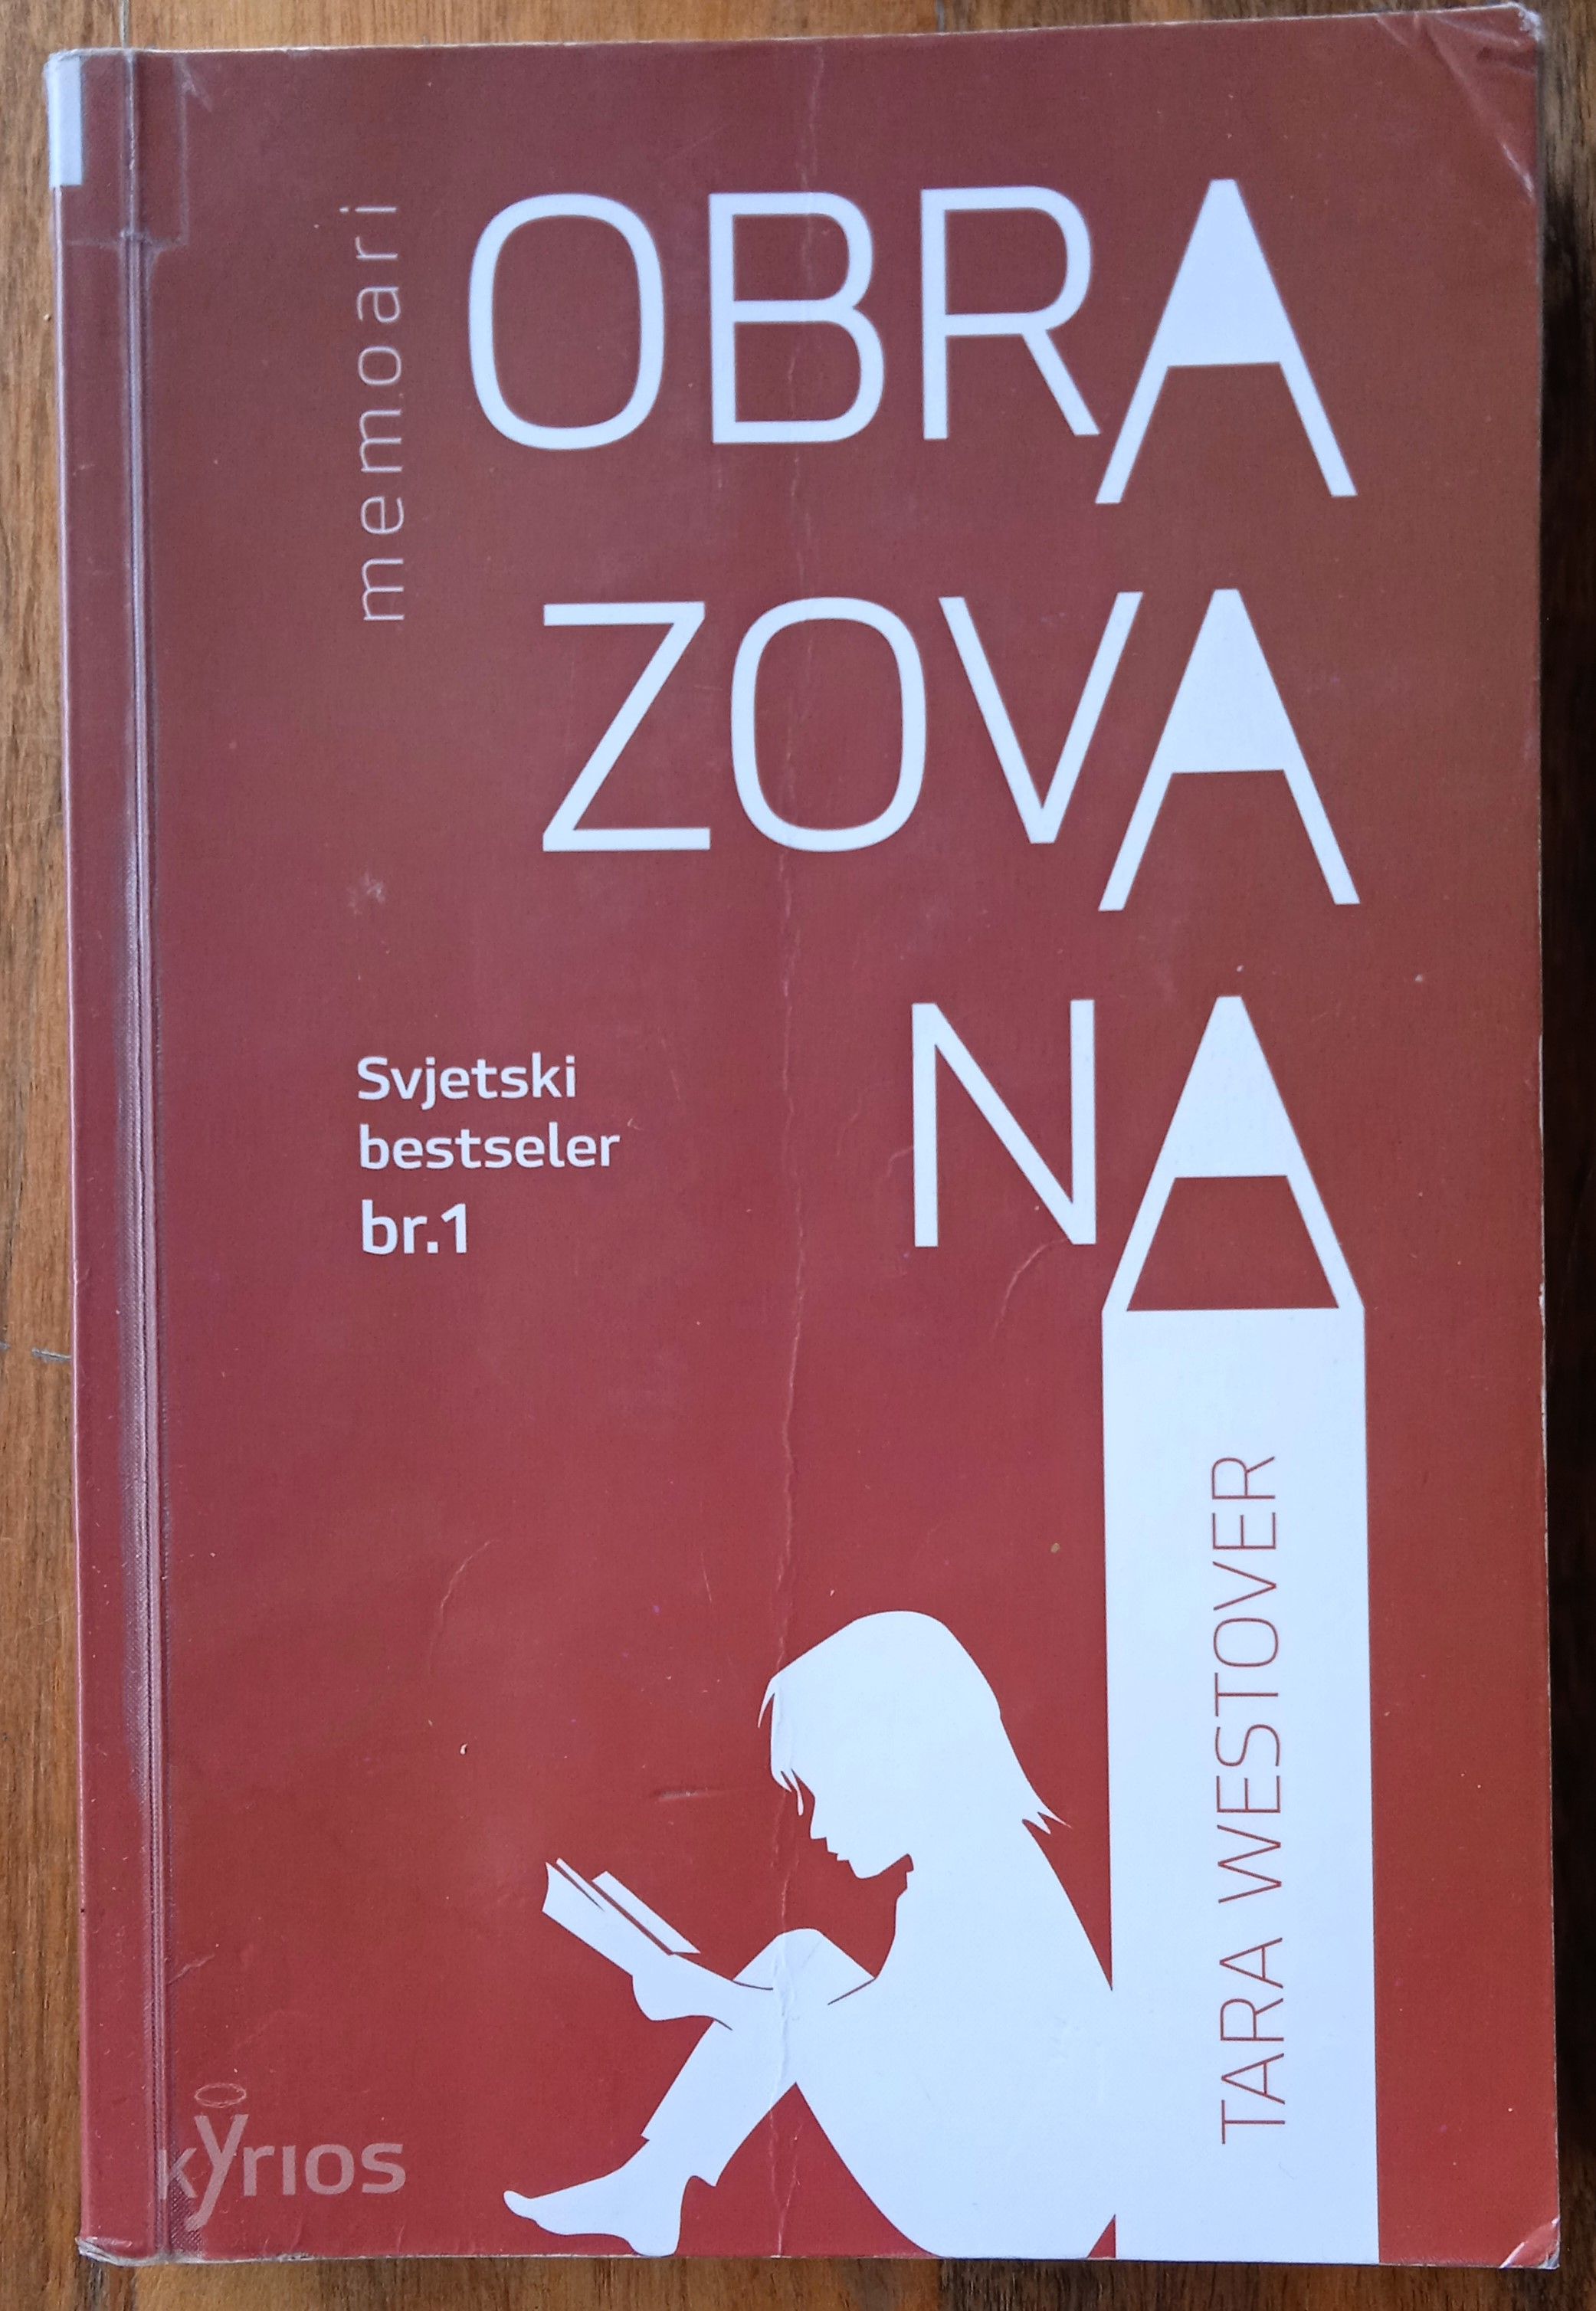 memoari
OBRA
ZOVA
NA
Svjetski
bestseler
br.1
TARA WESTOVER
kyrios